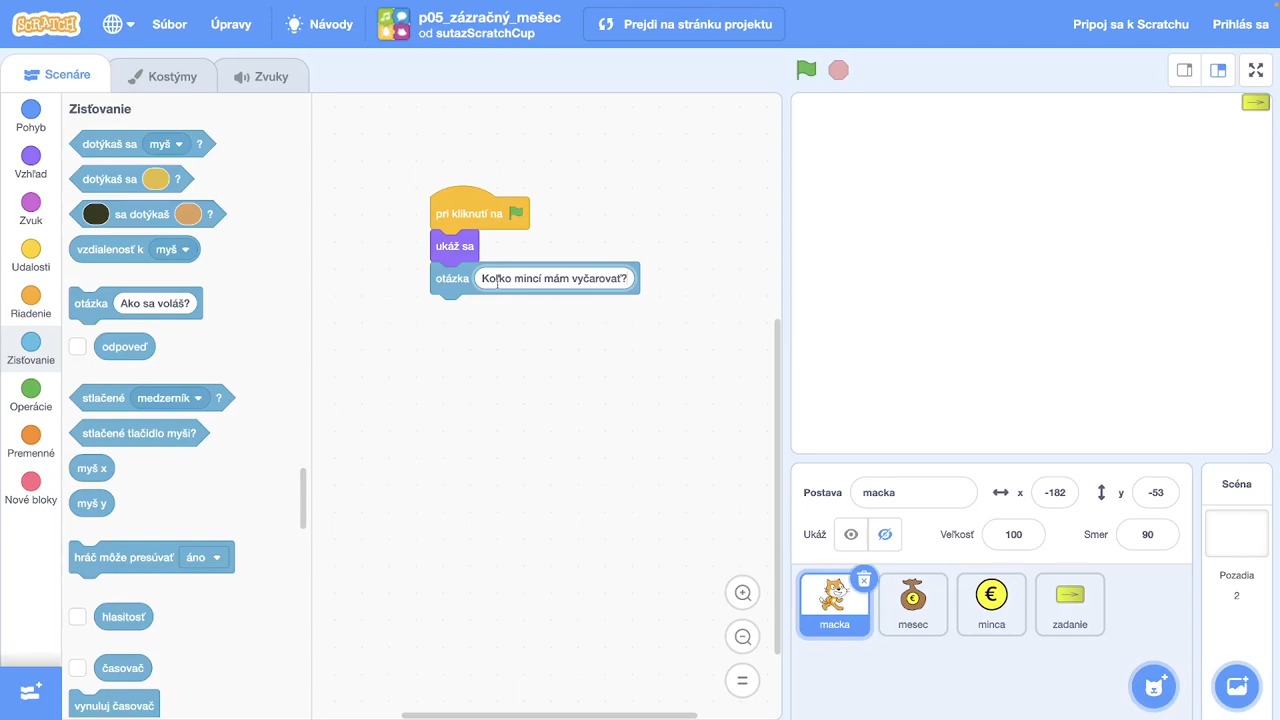 SCRATCH
Súbor
Úpravy
Návody
p05_zázračný_mešec
od sutazScratchCup
Prejdi na stránku projektu
Pripoj sa k Scratchu
Prihlás sa
Scenáre
Kostýmy
Zvuky
Pohyb
Vzhľad
Zvuk
Udalosti
Riadenie
Zisťovanie
Operácie
Premenné
Nové bloky
Zisťovanie
dotýkaš sa myš ?
dotýkaš sa ?
sa dotýkaš ?
vzdialenosť k myš
otázka Ako sa voláš?
odpoveď
stlačené medzerník ?
stlačené tlačidlo myši?
myš x
myš y
hráč môže presúvať áno
hlasitosť
časovač
vynuluj časovač
pri kliknutí na
ukáž sa
otázka Koľko mincí mám vyčarovať?
Postava macka x -182 y -53
Ukáž Veľkosť 100 Smer 90
macka
mesec
minca
zadanie
Scéna
Pozadia
2